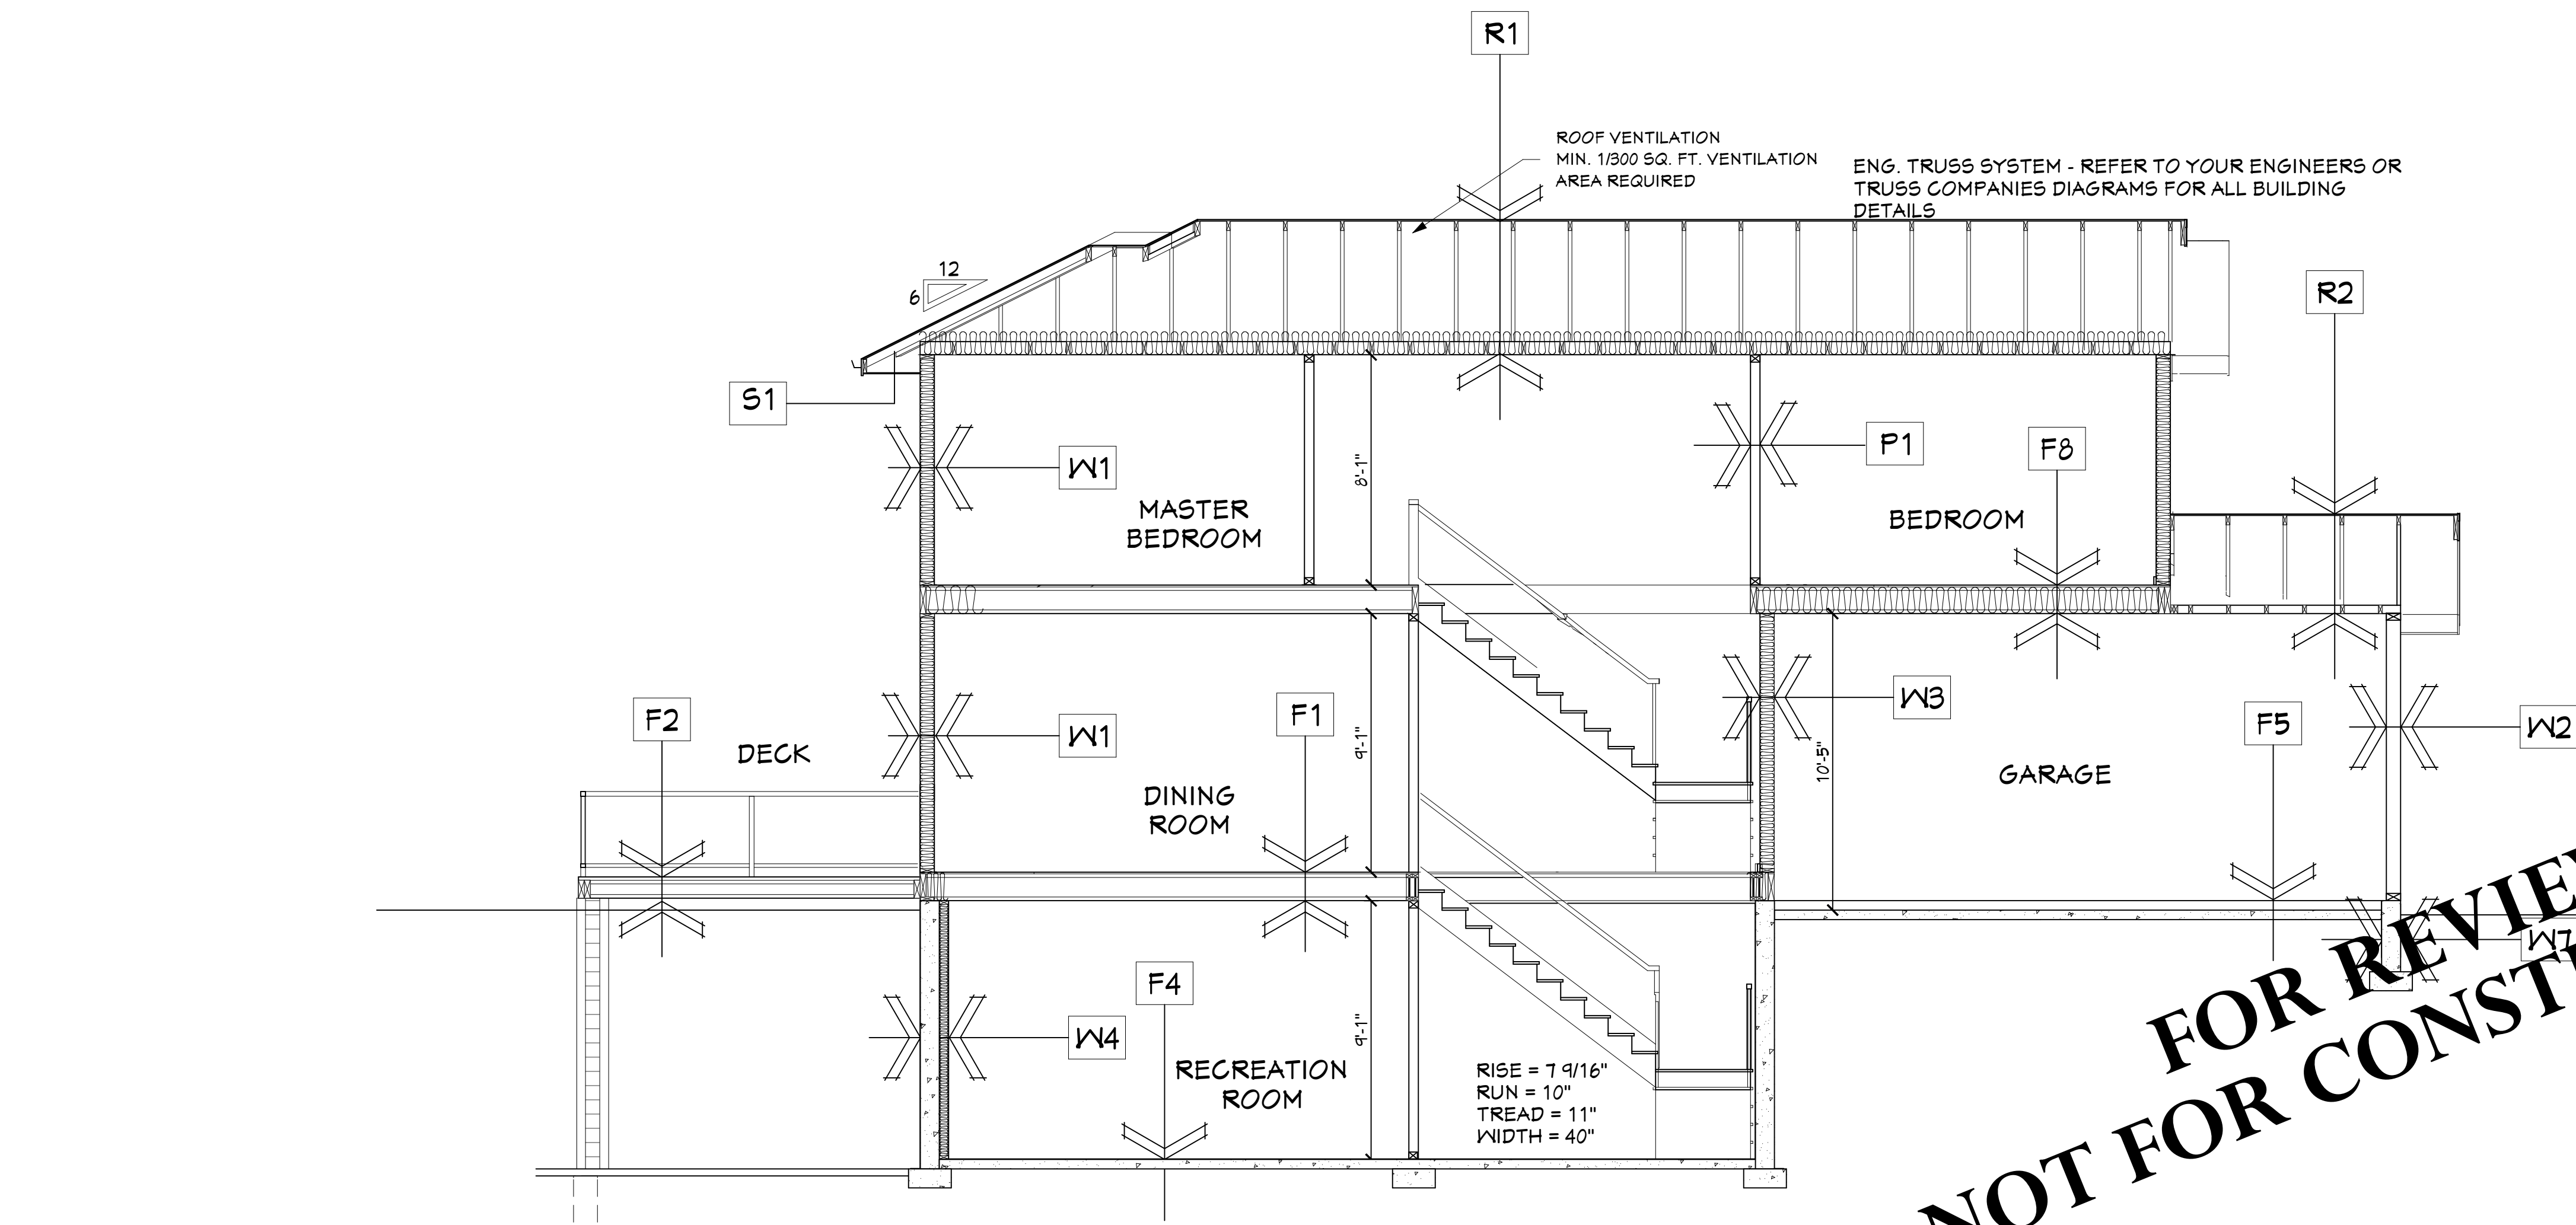 R1
ROOF VENTILATION
MIN. 1/300 SQ. FT. VENTILATION
AREA REQUIRED
ENG. TRUSS SYSTEM - REFER TO YOUR ENGINEERS OR
TRUSS COMPANIES DIAGRAMS FOR ALL BUILDING
DETAILS
12
6
R2
S1
W1
MASTER
BEDROOM
8'-1"
P1
F8
BEDROOM
F2
DECK
W1
F1
DINING
ROOM
9'-1"
W3
10'-5"
GARAGE
F5
W2
W7
F4
W4
RECREATION
ROOM
9'-1"
RISE = 7 9/16"
RUN = 10"
TREAD = 11"
WIDTH = 40"
FOR REVIE
NOT FOR CONST